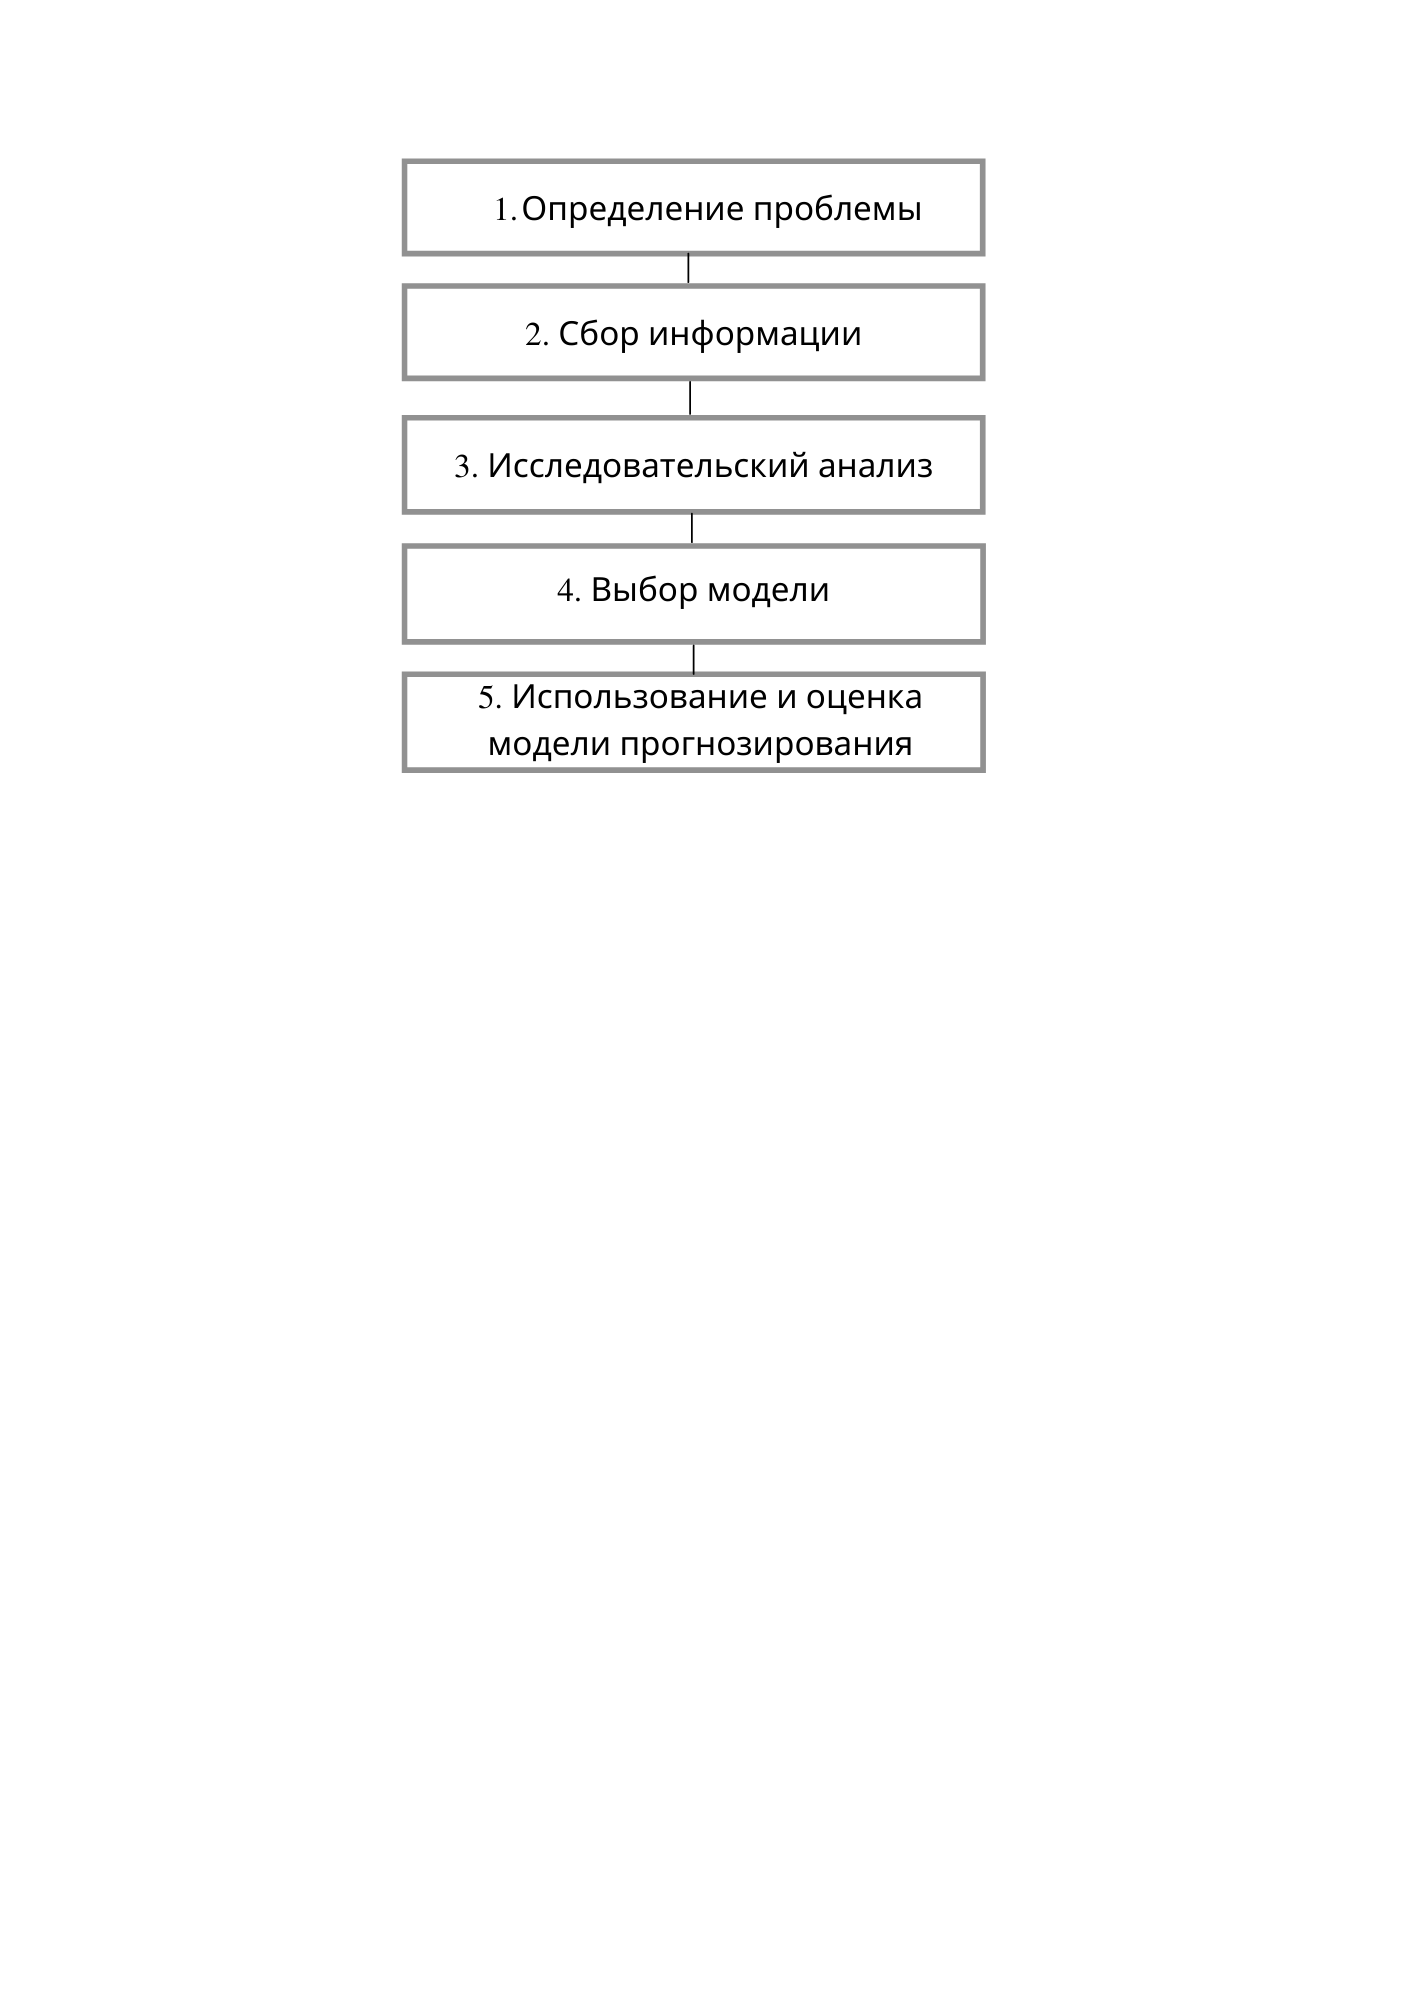 1. Определение проблемы
2. Сбор информации
3. Исследовательский анализ
4. Выбор модели
5. Использование и оценка
модели прогнозирования